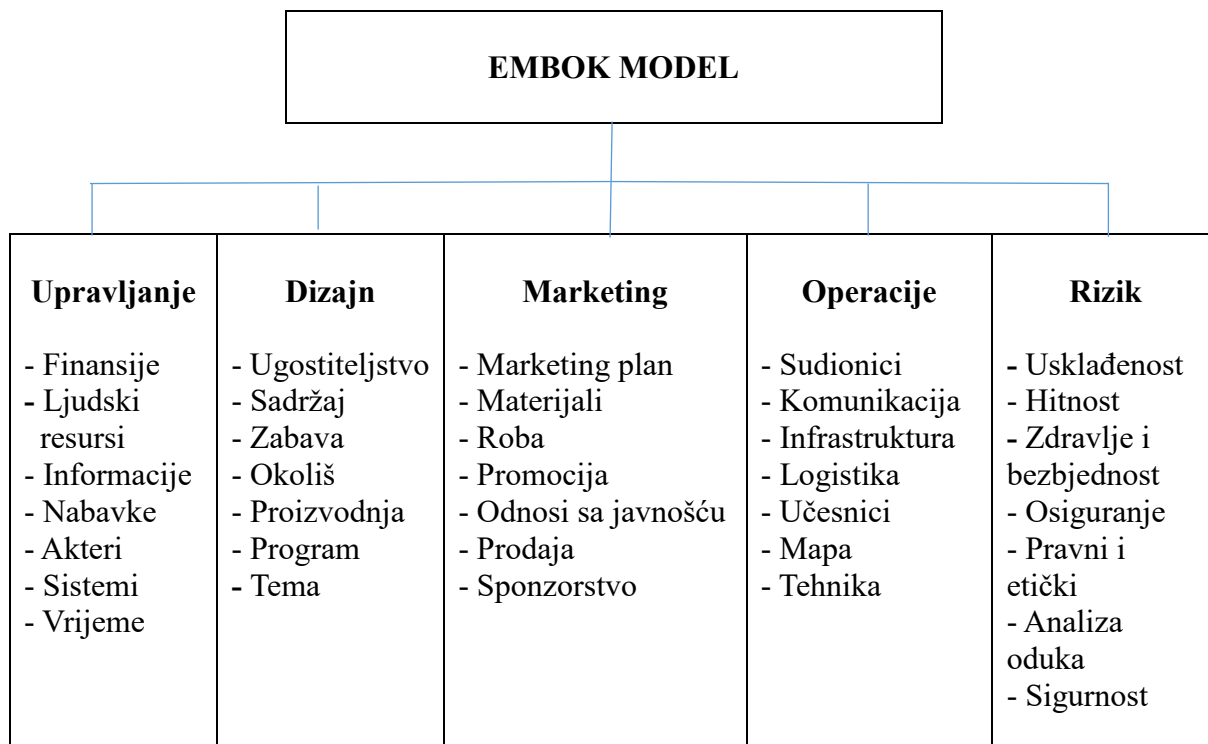 EMBOK MODEL
Upravljanje
- Finansije
- Ljudski
resursi
- Informacije
- Nabavke
- Akteri
- Sistemi
- Vrijeme
Dizajn
- Ugostiteljstvo
- Sadržaj
- Zabava
- Okoliš
- Proizvodnja
- Program
- Tema
Marketing
- Marketing plan
- Materijali
- Roba
- Promocija
- Odnosi sa javnošću
- Prodaja
- Sponzorstvo
Operacije
- Sudionici
- Komunikacija
- Infrastruktura
- Logistika
- Učesnici
- Mapa
- Tehnika
Rizik
- Usklađenost
- Hitnost
- Zdravlje i
bezbjednost
- Osiguranje
- Pravni i
etički
- Analiza
oduka
- Sigurnost